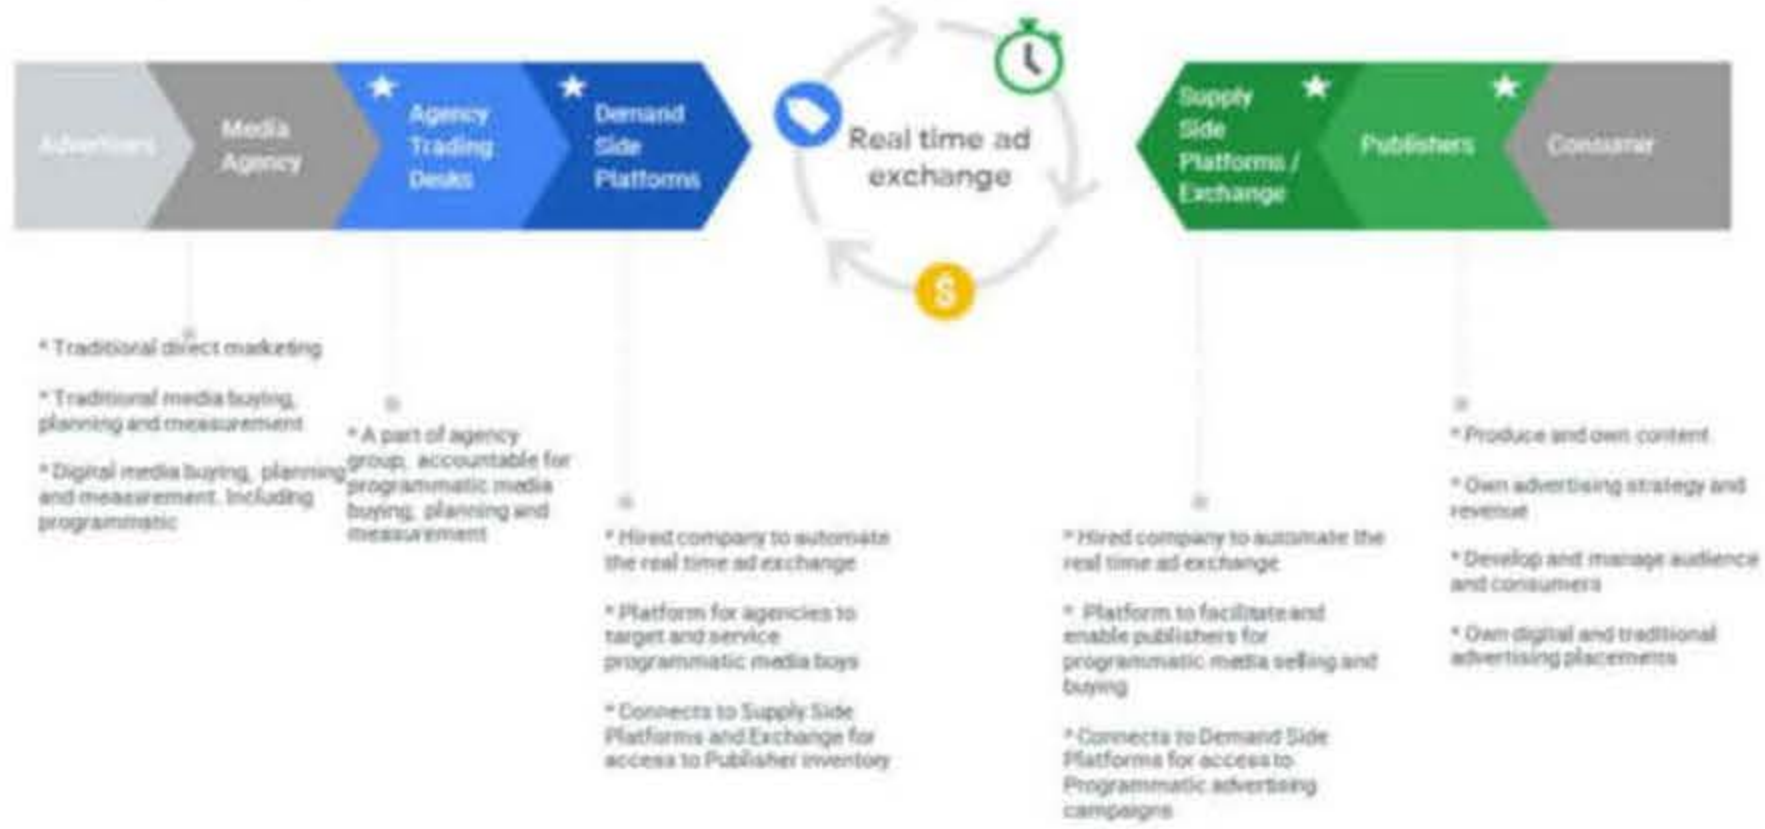 Advertisers
Media
Agency
Agency
Trading
Desks
Demand
Side
Platforms
Real time ad
exchange
Supply
Side
Platforms /
Exchange
Publishers
Consumer
* Traditional direct marketing
* Traditional media buying,
planning and measurement
* Digital media buying, planning
and measurement. Including
programmatic
* A part of agency
group, accountable for
programmatic media
buying, planning and
measurement
* Hired company to automate
the real time ad exchange
* Platform for agencies to
target and service
programmatic media buys
* Connects to Supply Side
Platforms and Exchange for
access to Publisher inventory
* Hired company to automate the
real time ad exchange
* Platform to facilitate and
enable publishers for
programmatic media selling and
buying
* Connects to Demand Side
Platforms for access to
Programmatic advertising
campaigns
* Produce and own content
* Own advertising strategy and
revenue
* Develop and manage audience
and consumers
* Own digital and traditional
advertising placements